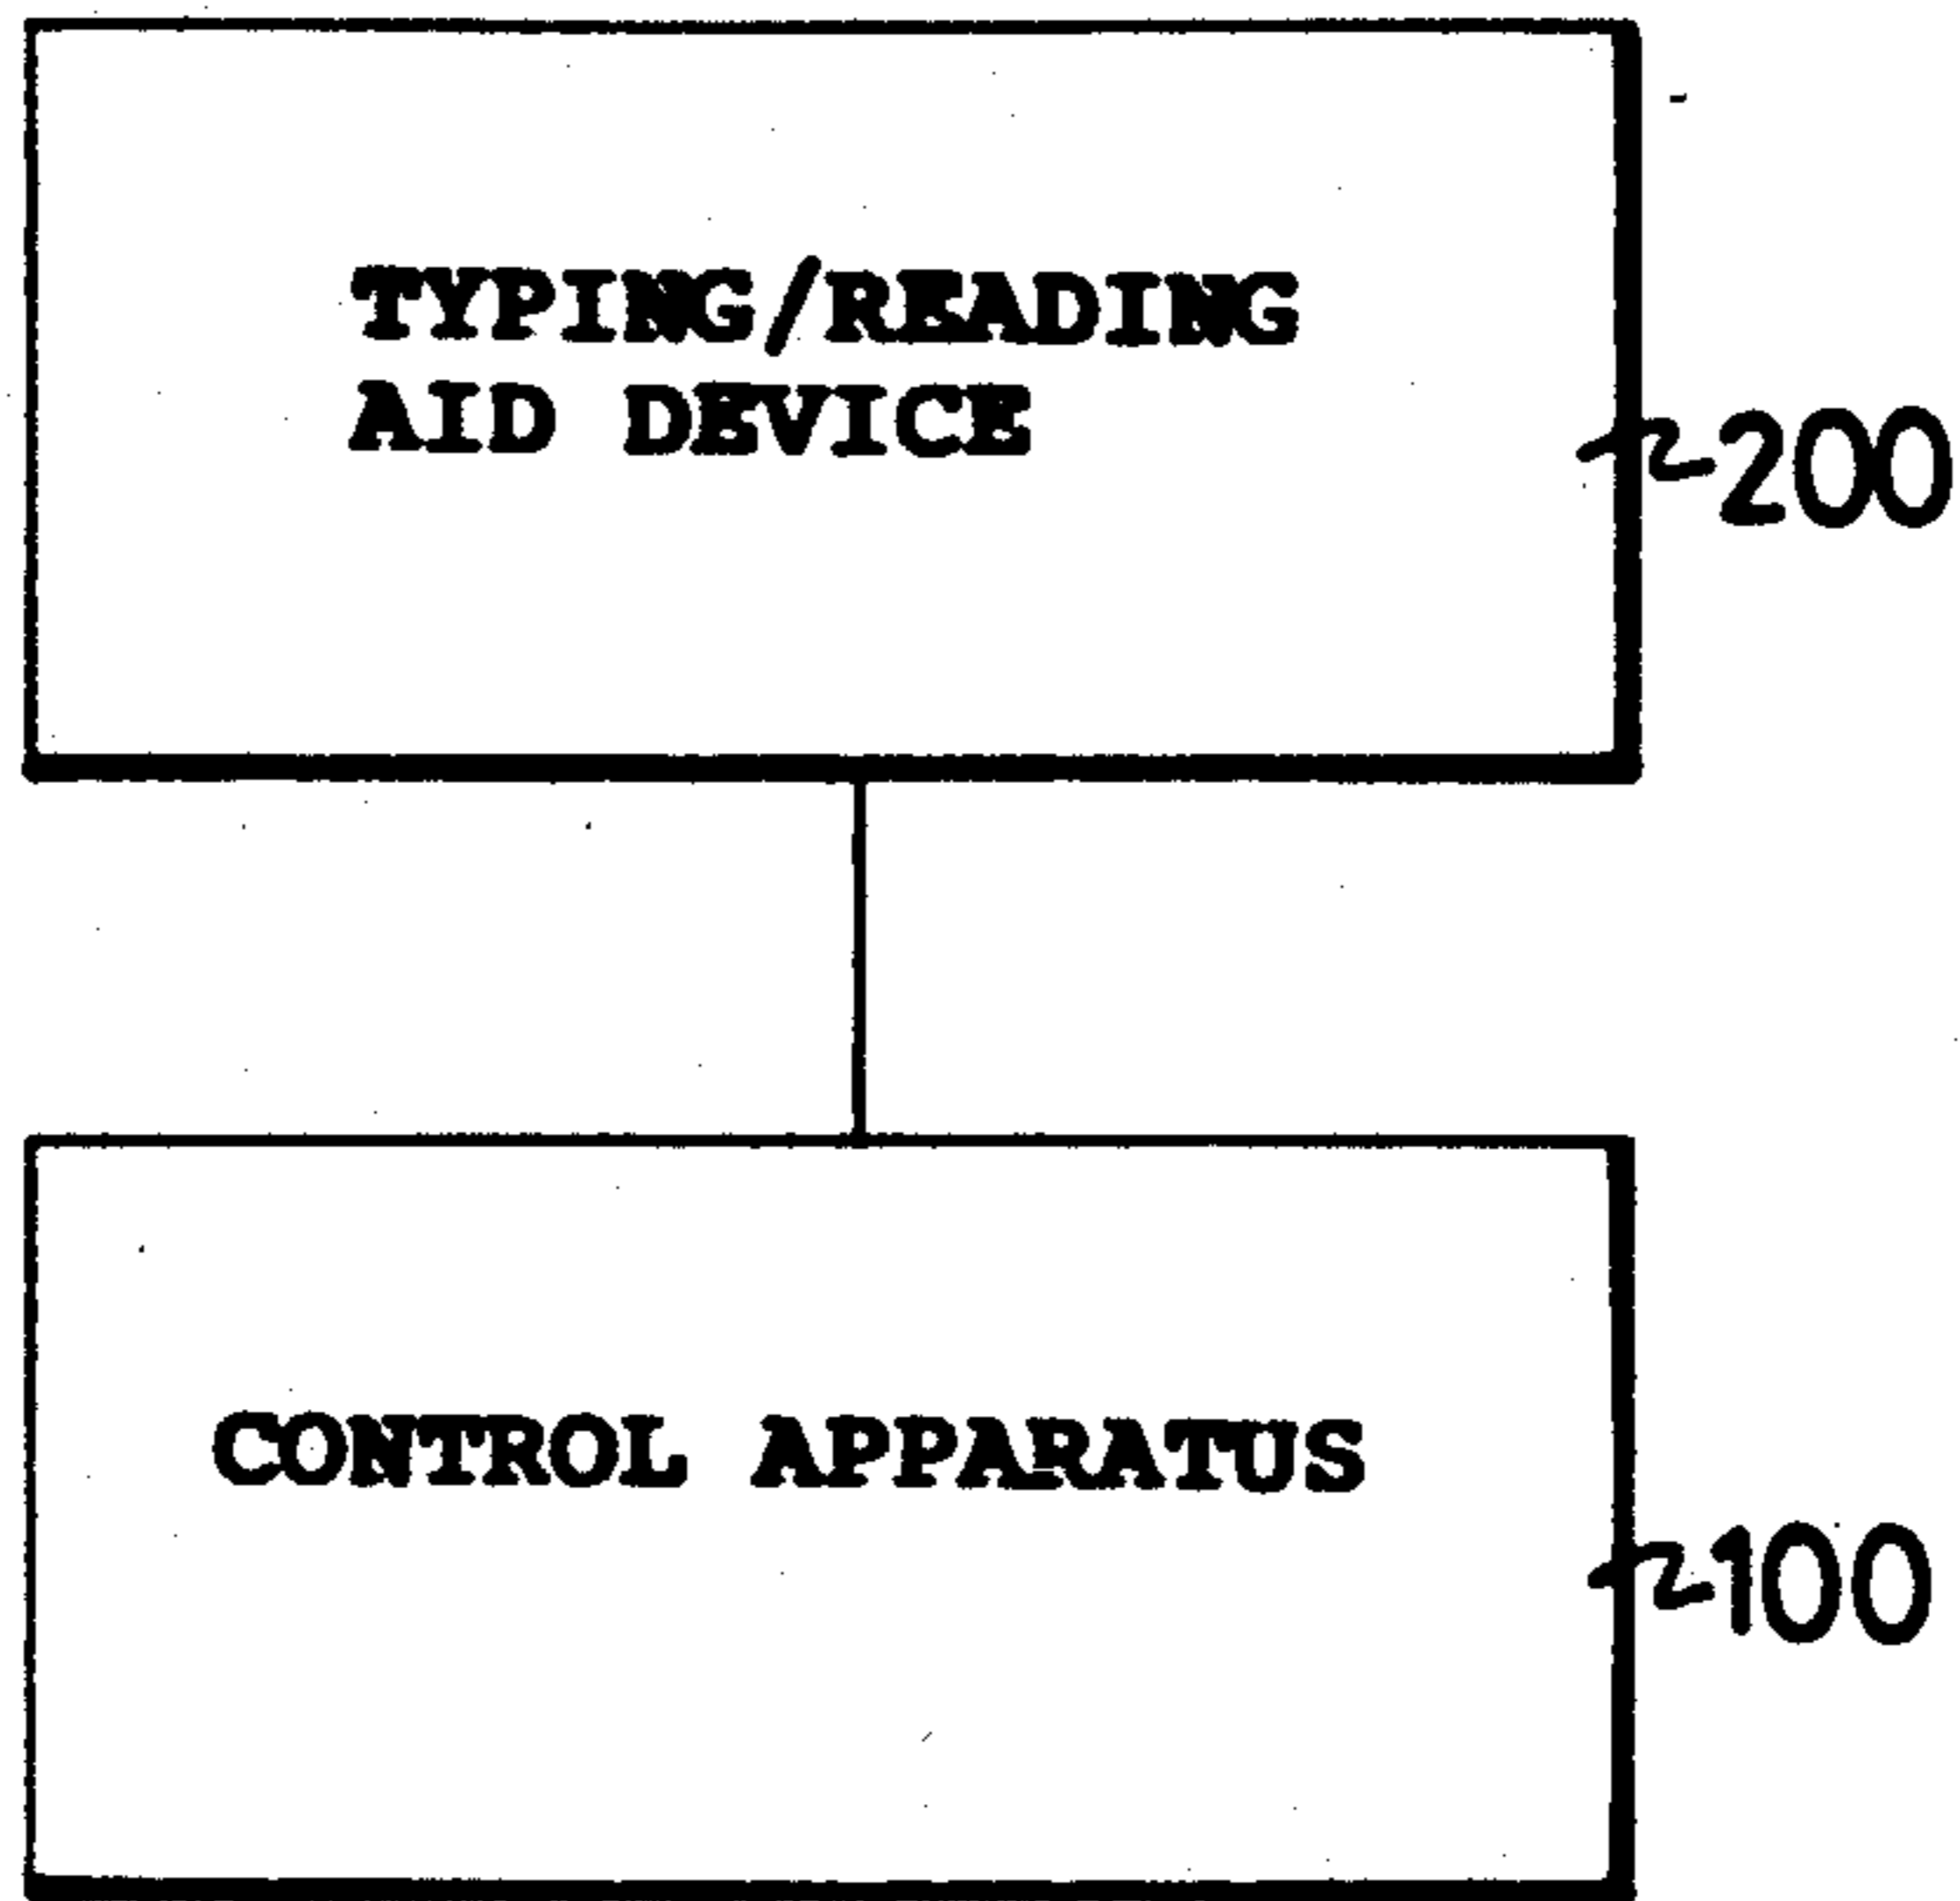 TYPING/READING
AID DEVICE
200
CONTROL APPARATUS
100